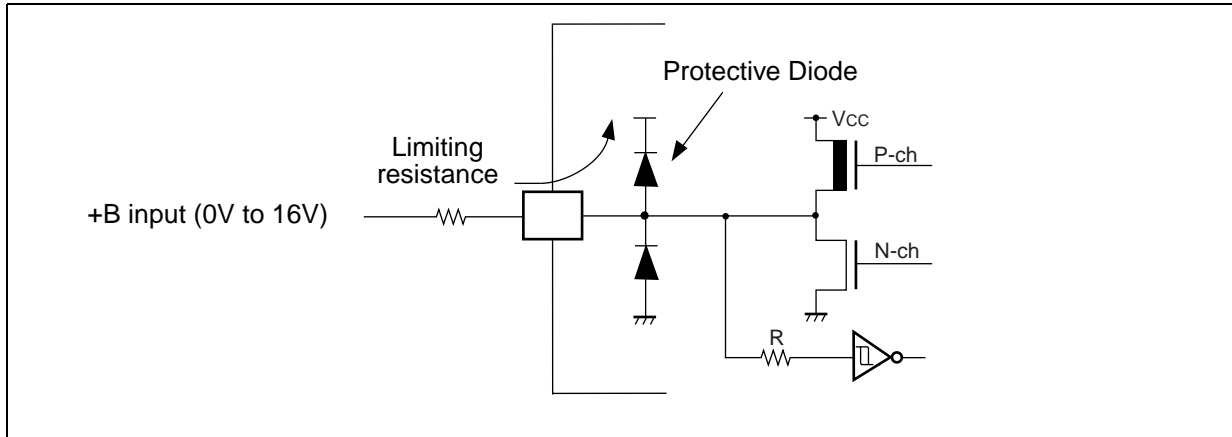 Protective Diode
VCC
Limiting
resistance
P-ch
+B input (0V to 16V)
N-ch
R